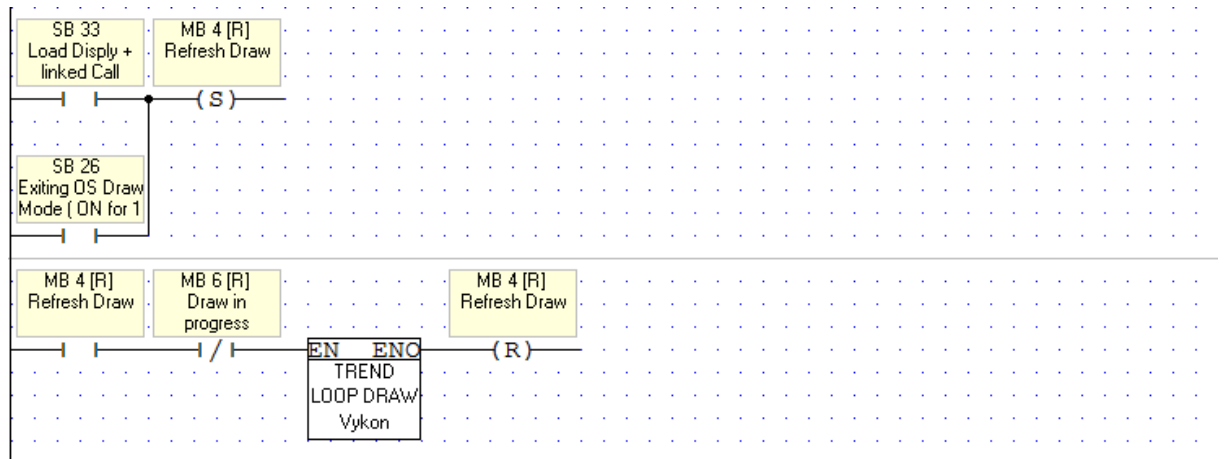 SB 33
Load Disply +
linked Call
MB 4 [R]
Refresh Draw
( S )
SB 26
Exiting OS Draw
Mode ( ON for 1
MB 4 [R]
Refresh Draw
MB 6 [R]
Draw in
progress
MB 4 [R]
Refresh Draw
/
EN ENO
( R )
TREND
LOOP DRAW
Vykon